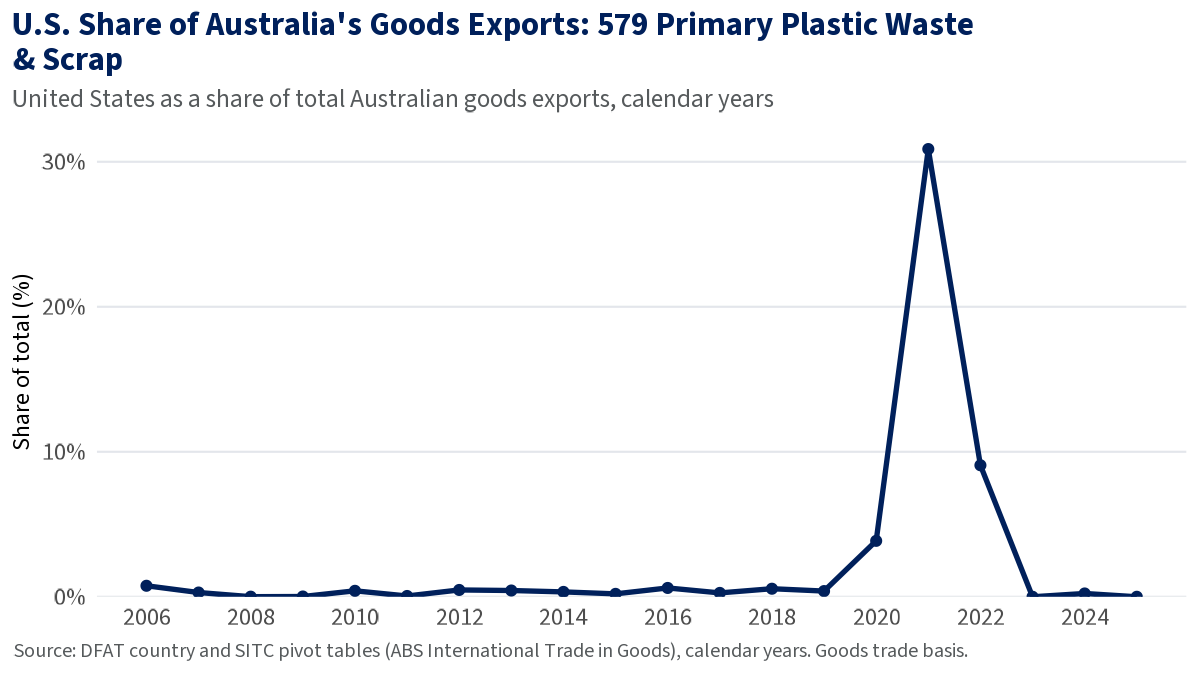 U.S. Share of Australia's Goods Exports: 579 Primary Plastic Waste
& Scrap
United States as a share of total Australian goods exports, calendar years
Share of total (%)
30%
20%
10%
0%
2006 2008 2010 2012 2014 2016 2018 2020 2022 2024
Source: DFAT country and SITC pivot tables (ABS International Trade in Goods), calendar years. Goods trade basis.